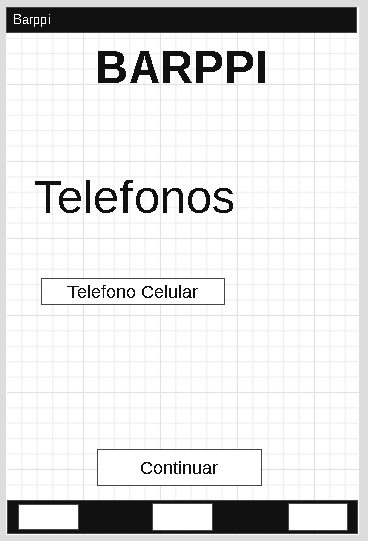 Barppi
BARPPI
Telefonos
Telefono Celular
Continuar